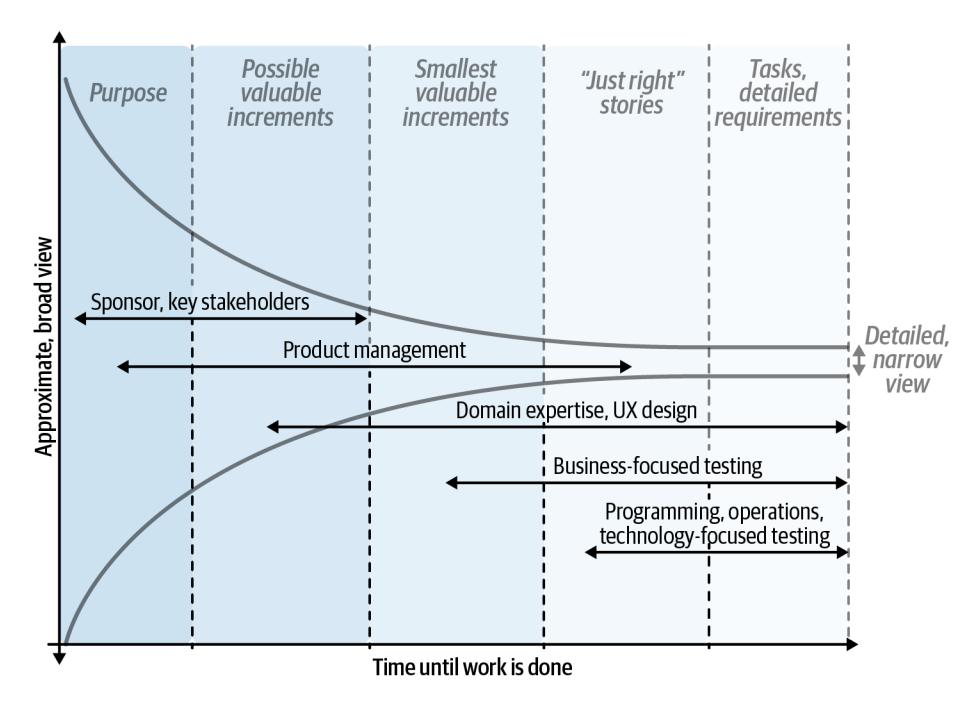 Purpose
Possible
valuable
increments
Smallest
valuable
increments
“Just right”
stories
Tasks,
detailed
requirements
Approximate, broad view
Sponsor, key stakeholders
Product management
Detailed,
narrow
view
Domain expertise, UX design
Business-focused testing
Programming, operations,
technology-focused testing
Time until work is done